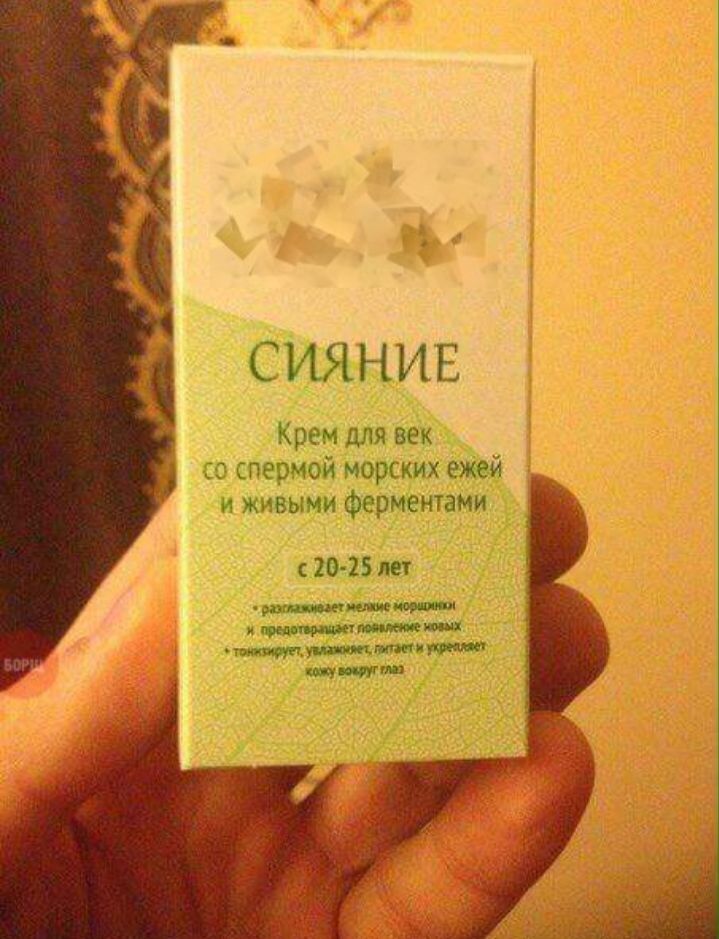 СИЯНИЕ
Крем для век
со спермой морских ежей
и живыми ферментами
с 20-25 лет
• разглаживает мелкие морщинки
и предотвращает появление новых
• тонизирует, увлажняет, питает и укрепляет
кожу вокруг глаз
БОРЩ